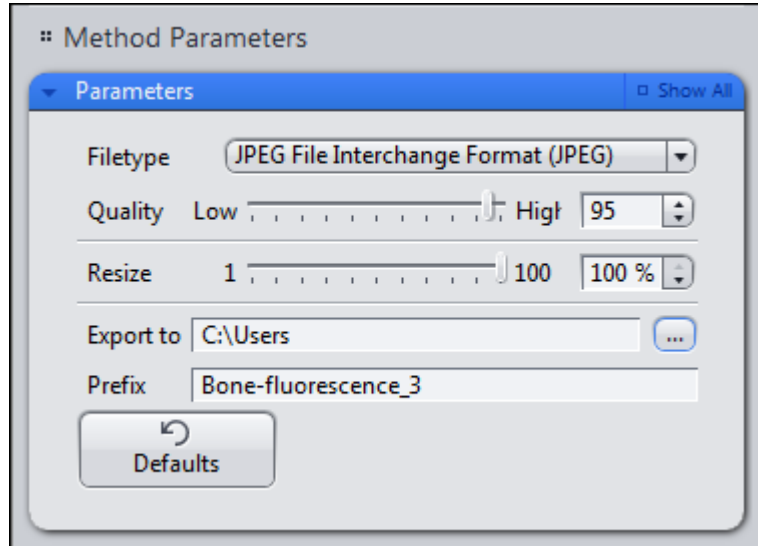 Method Parameters
Parameters Show All
Filetype JPEG File Interchange Format (JPEG)
Quality Low High 95
Resize 1 100 100 %
Export to C:\Users ...
Prefix Bone-fluorescence_3
Defaults